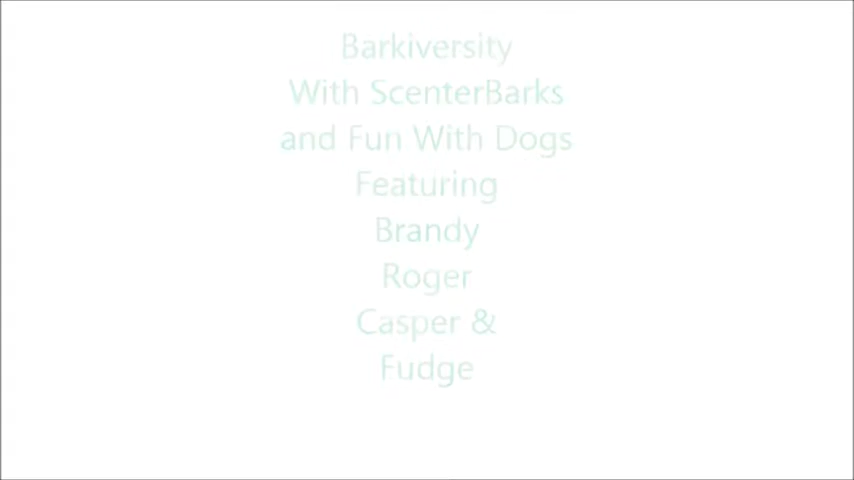 Barkiversity
With ScenterBarks
and Fun With Dogs
Featuring
Brandy
Roger
Casper &
Fudge